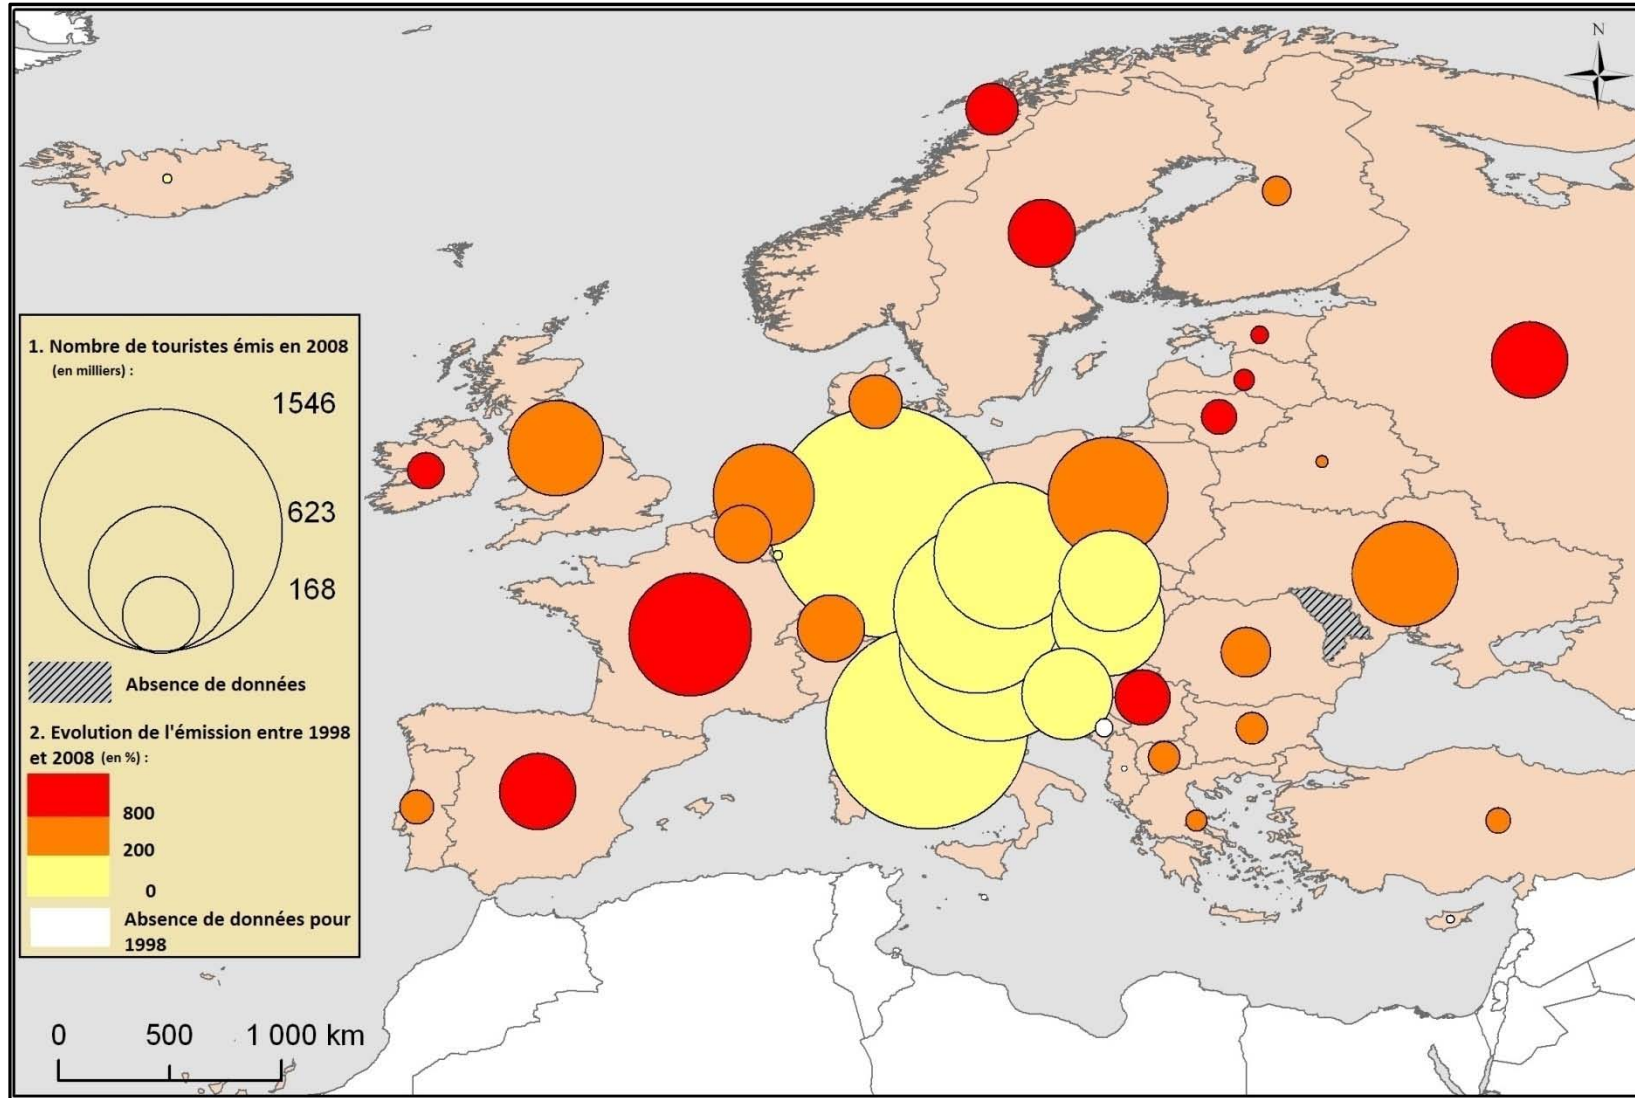 N
1. Nombre de touristes émis en 2008
(en milliers) :
1546
623
168
Absence de données
2. Evolution de l'émission entre 1998
et 2008 (en %) :
800
200
0
Absence de données pour
1998
0 500 1 000 km